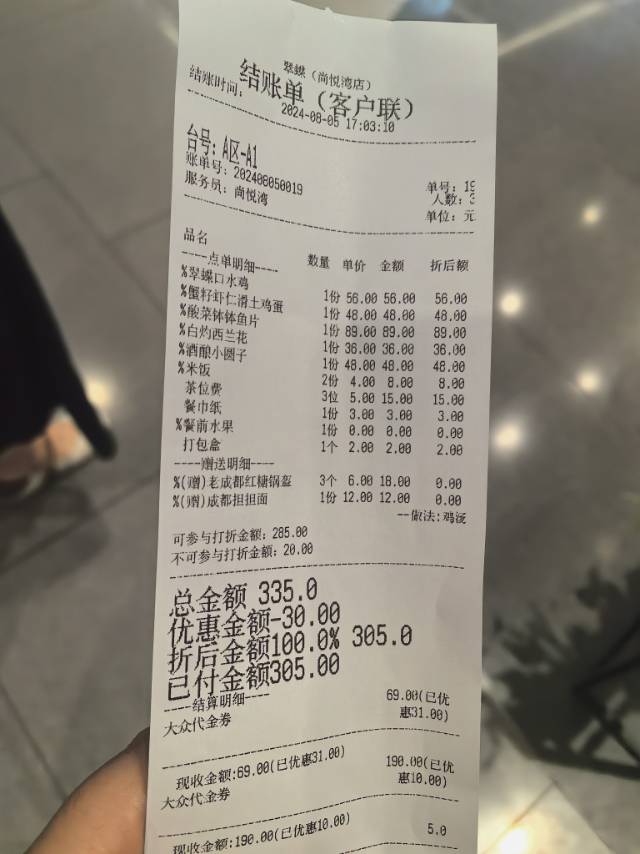 翠蝶（尚悦湾店）
结账单（客户联）
结账时间： 2024-08-05 17:03:10
台号：A区-A1
账单号：202408050019 单号：19
服务员：尚悦湾 人数：3
单位：元
品名 数量 单价 金额 折后额
----点单明细----
%翠蝶口水鸡 1份 56.00 56.00 56.00
%蟹籽虾仁滑土鸡蛋 1份 48.00 48.00 48.00
%酸菜钵钵鱼片 1份 89.00 89.00 89.00
%白灼西兰花 1份 36.00 36.00 36.00
%酒酿小圆子 1份 48.00 48.00 48.00
%米饭 2份 4.00 8.00 8.00
茶位费 3位 5.00 15.00 15.00
餐巾纸 1份 3.00 3.00 3.00
%餐前水果 1份 0.00 0.00 0.00
打包盒 1个 2.00 2.00 2.00
----赠送明细----
%(赠)老成都红糖锅盔 3个 6.00 18.00 0.00
%(赠)成都担担面 1份 12.00 12.00 0.00
--做法:鸡汤
可参与打折金额：285.00
不可参与打折金额：20.00
总金额 335.0
优惠金额-30.00
折后金额100.0% 305.0
已付金额305.00
----结算明细----
大众代金券 69.00(已优惠31.00)
现收金额:69.00(已优惠31.00)
大众代金券 190.00(已优惠10.00)
现收金额:190.00(已优惠10.00)
5.0